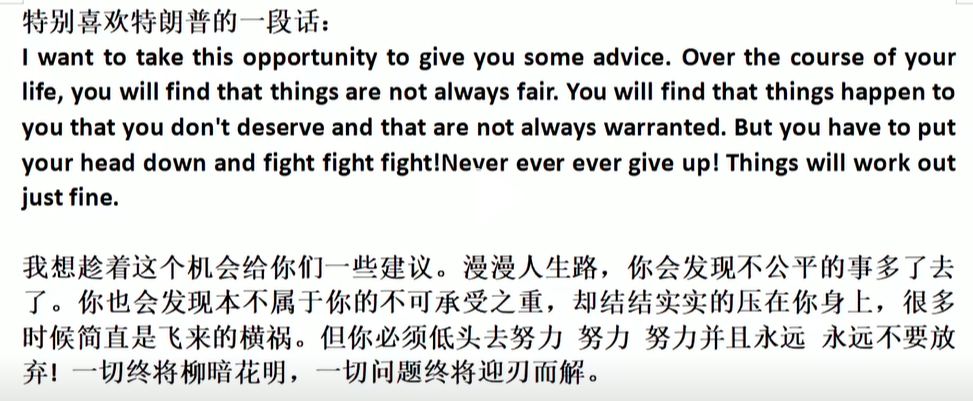 特别喜欢特朗普的一段话：
I want to take this opportunity to give you some advice. Over the course of your
life, you will find that things are not always fair. You will find that things happen to
you that you don't deserve and that are not always warranted. But you have to put
your head down and fight fight fight!Never ever ever give up! Things will work out
just fine.
我想趁着这个机会给你们一些建议。漫漫人生路，你会发现不公平的事多了去
了。你也会发现本不属于你的不可承受之重，却结结实实的压在你身上，很多
时候简直是飞来的横祸。但你必须低头去努力 努力 努力并且永远 永远不要放
弃！一切终将柳暗花明，一切问题终将迎刃而解。